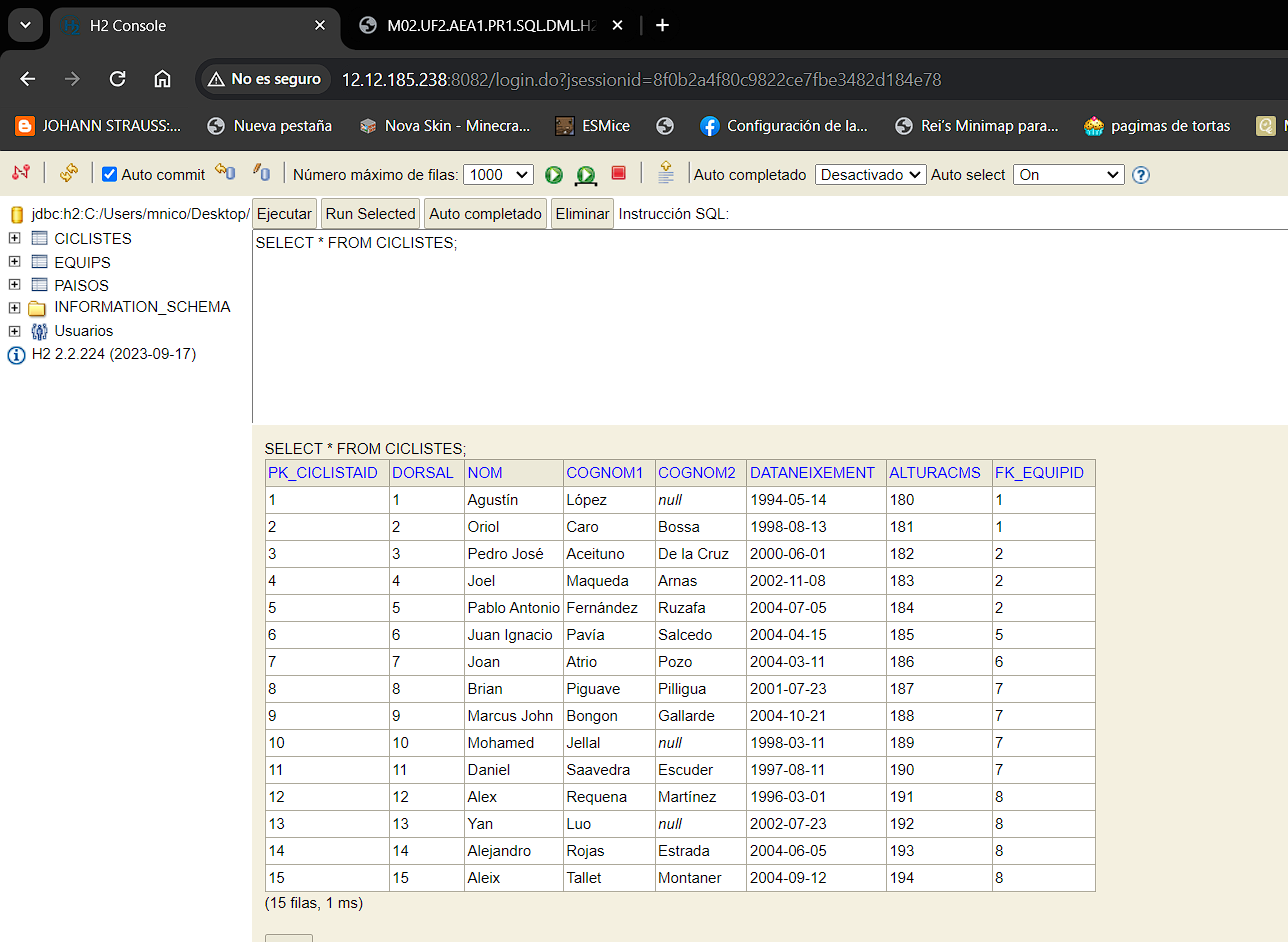 H2 Console
M02.UF2.AEA1.PR1.SQL.DML.H2
No es seguro 12.12.185.238:8082/login.do?jsessionid=8f0b2a4f80c9822ce7fbe3482d184e78
JOHANN STRAUSS:... Nueva pestaña Nova Skin - Minecra... ESMice Configuración de la... Rei's Minimap para... pagimas de tortas
Auto commit Número máximo de filas: 1000 Auto completado Desactivado Auto select On
jdbc:h2:C:/Users/mnico/Desktop/
CICLISTES
EQUIPS
PAISOS
INFORMATION_SCHEMA
Usuarios
H2 2.2.224 (2023-09-17)
Ejecutar Run Selected Auto completado Eliminar Instrucción SQL:
SELECT * FROM CICLISTES;
SELECT * FROM CICLISTES;
PK_CICLISTAID DORSAL NOM COGNOM1 COGNOM2 DATANEIXEMENT ALTURACMS FK_EQUIPID
1 1 Agustín López null 1994-05-14 180 1
2 2 Oriol Caro Bossa 1998-08-13 181 1
3 3 Pedro José Aceituno De la Cruz 2000-06-01 182 2
4 4 Joel Maqueda Arnas 2002-11-08 183 2
5 5 Pablo Antonio Fernández Ruzafa 2004-07-05 184 2
6 6 Juan Ignacio Pavía Salcedo 2004-04-15 185 5
7 7 Joan Atrio Pozo 2004-03-11 186 6
8 8 Brian Piguave Pilligua 2001-07-23 187 7
9 9 Marcus John Bongon Gallarde 2004-10-21 188 7
10 10 Mohamed Jellal null 1998-03-11 189 7
11 11 Daniel Saavedra Escuder 1997-08-11 190 7
12 12 Alex Requena Martínez 1996-03-01 191 8
13 13 Yan Luo null 2002-07-23 192 8
14 14 Alejandro Rojas Estrada 2004-06-05 193 8
15 15 Aleix Tallet Montaner 2004-09-12 194 8
(15 filas, 1 ms)